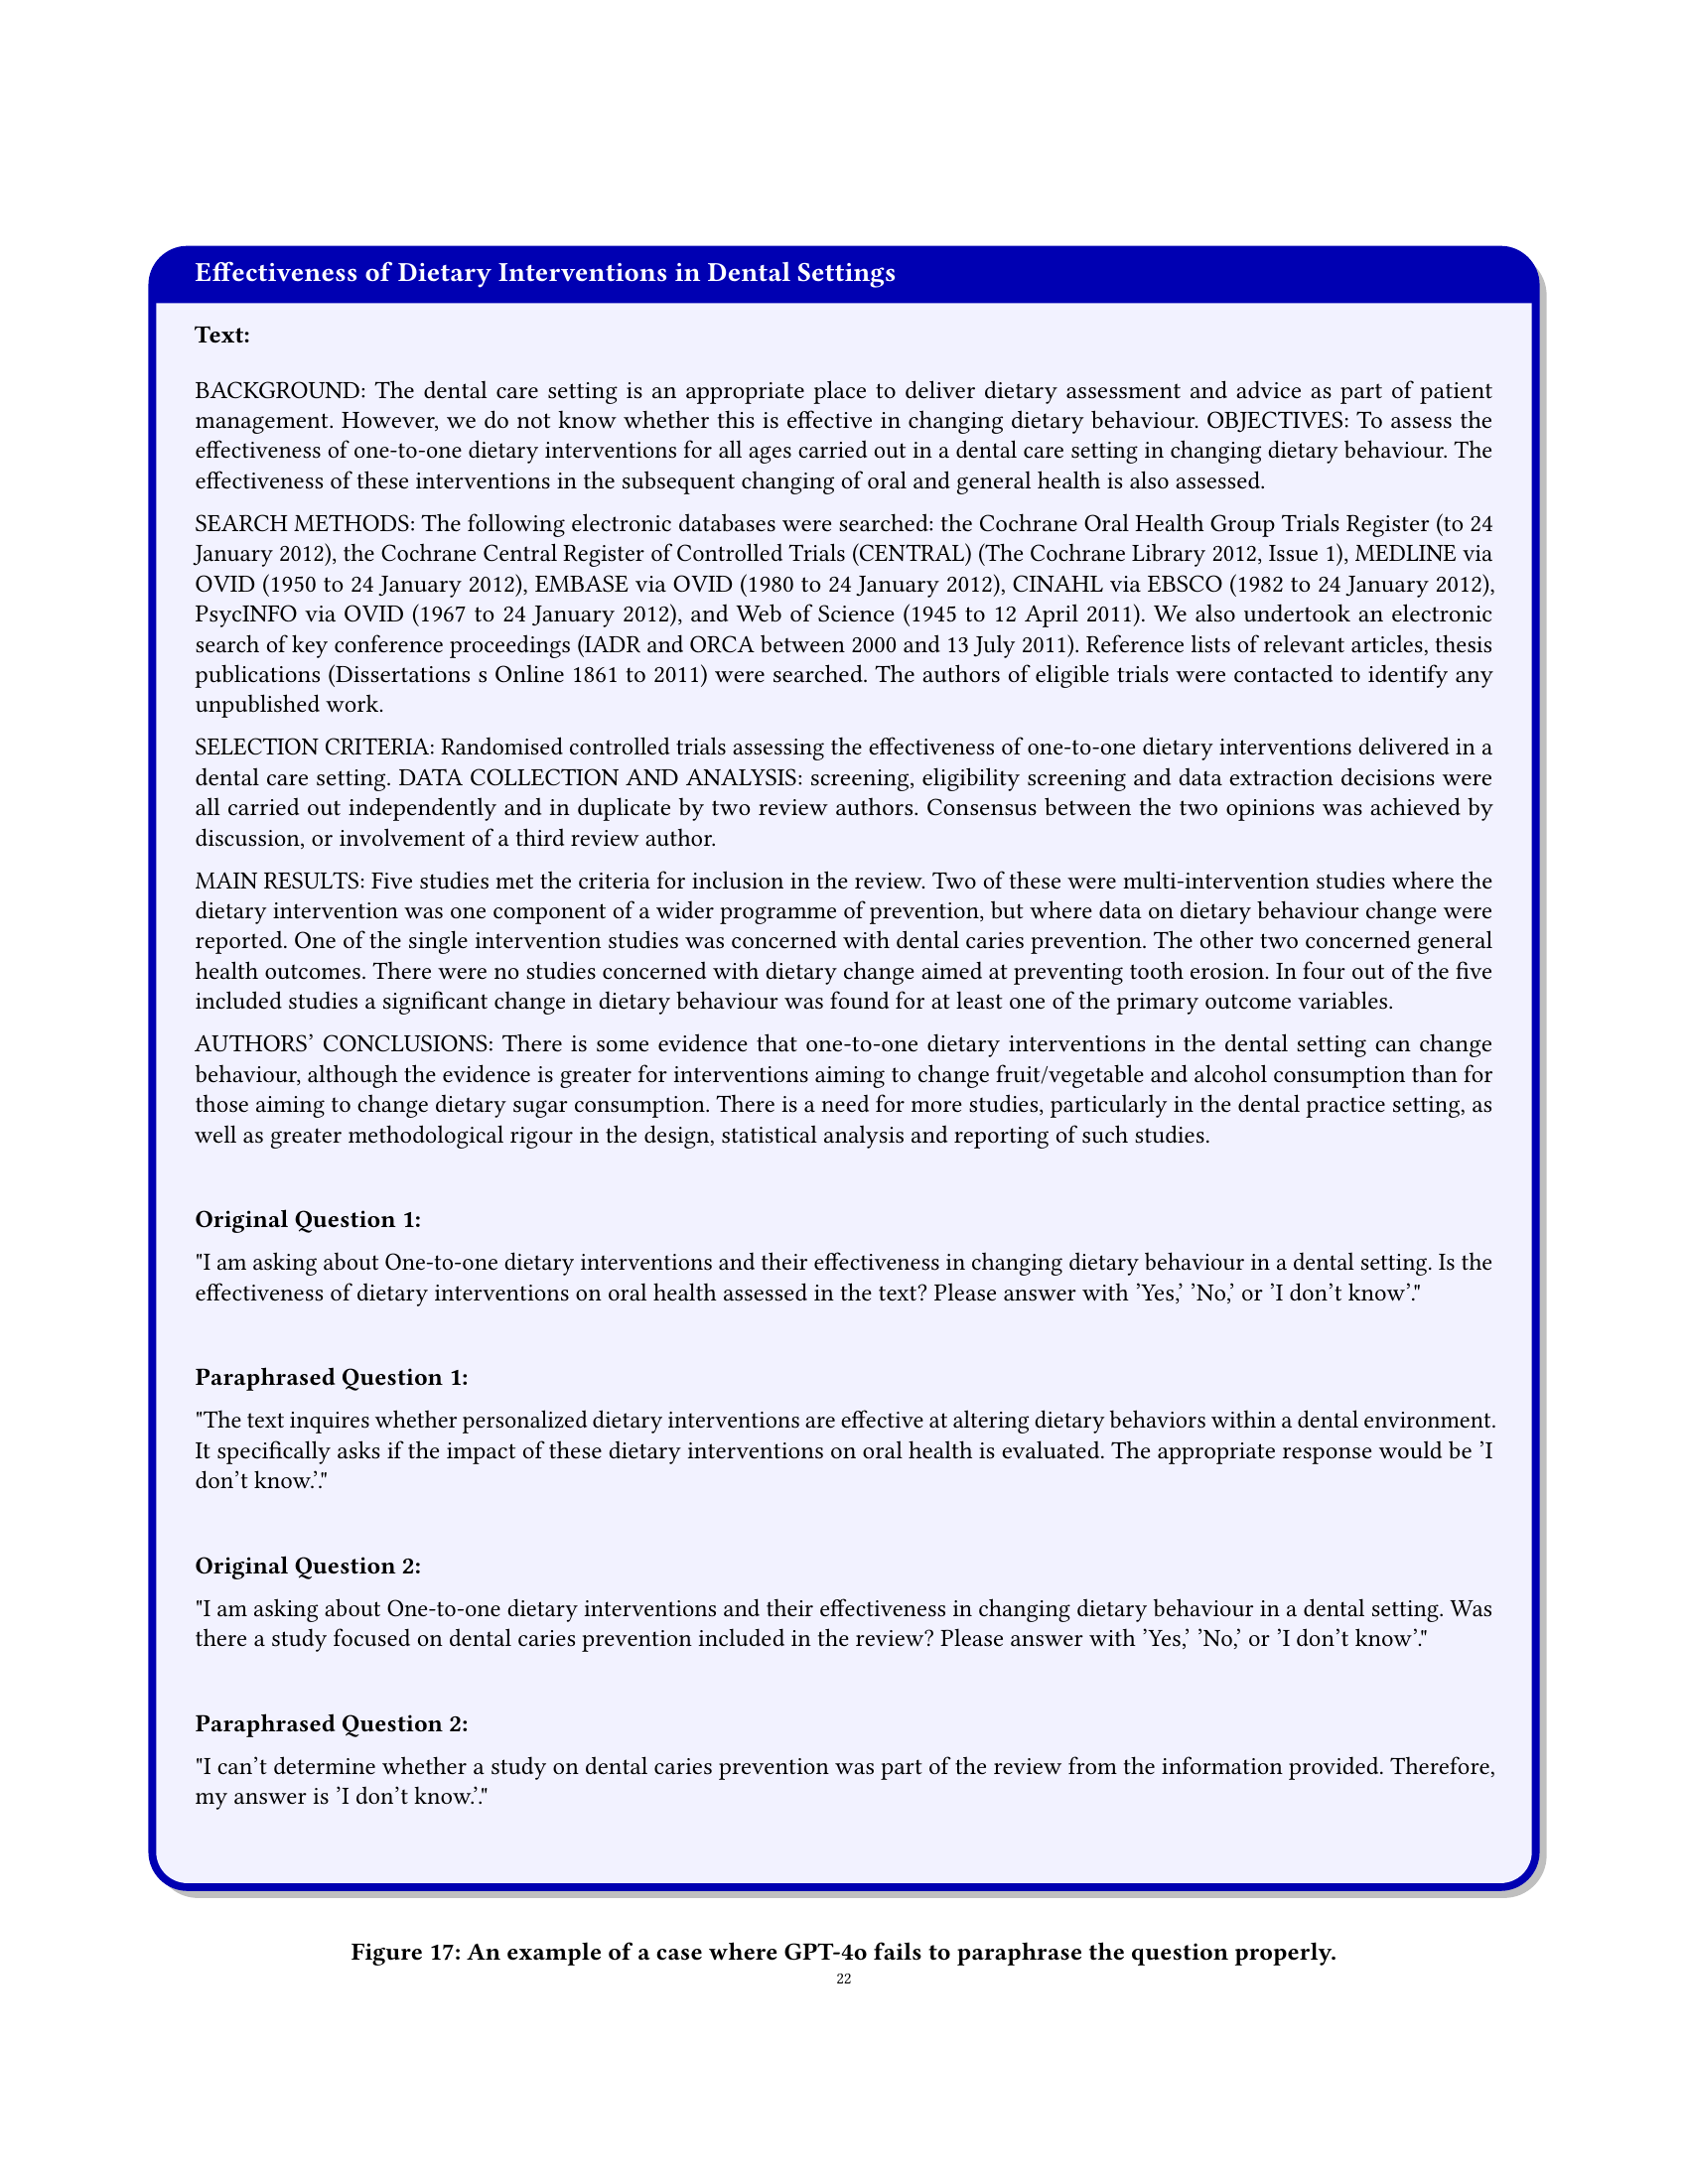 Effectiveness of Dietary Interventions in Dental Settings
Text:
BACKGROUND: The dental care setting is an appropriate place to deliver dietary assessment and advice as part of patient
management. However, we do not know whether this is effective in changing dietary behaviour. OBJECTIVES: To assess the
effectiveness of one-to-one dietary interventions for all ages carried out in a dental care setting in changing dietary behaviour. The
effectiveness of these interventions in the subsequent changing of oral and general health is also assessed.
SEARCH METHODS: The following electronic databases were searched: the Cochrane Oral Health Group Trials Register (to 24
January 2012), the Cochrane Central Register of Controlled Trials (CENTRAL) (The Cochrane Library 2012, Issue 1), MEDLINE via
OVID (1950 to 24 January 2012), EMBASE via OVID (1980 to 24 January 2012), CINAHL via EBSCO (1982 to 24 January 2012),
PsycINFO via OVID (1967 to 24 January 2012), and Web of Science (1945 to 12 April 2011). We also undertook an electronic
search of key conference proceedings (IADR and ORCA between 2000 and 13 July 2011). Reference lists of relevant articles, thesis
publications (Dissertations s Online 1861 to 2011) were searched. The authors of eligible trials were contacted to identify any
unpublished work.
SELECTION CRITERIA: Randomised controlled trials assessing the effectiveness of one-to-one dietary interventions delivered in a
dental care setting. DATA COLLECTION AND ANALYSIS: screening, eligibility screening and data extraction decisions were
all carried out independently and in duplicate by two review authors. Consensus between the two opinions was achieved by
discussion, or involvement of a third review author.
MAIN RESULTS: Five studies met the criteria for inclusion in the review. Two of these were multi-intervention studies where the
dietary intervention was one component of a wider programme of prevention, but where data on dietary behaviour change were
reported. One of the single intervention studies was concerned with dental caries prevention. The other two concerned general
health outcomes. There were no studies concerned with dietary change aimed at preventing tooth erosion. In four out of the five
included studies a significant change in dietary behaviour was found for at least one of the primary outcome variables.
AUTHORS' CONCLUSIONS: There is some evidence that one-to-one dietary interventions in the dental setting can change
behaviour, although the evidence is greater for interventions aiming to change fruit/vegetable and alcohol consumption than for
those aiming to change dietary sugar consumption. There is a need for more studies, particularly in the dental practice setting, as
well as greater methodological rigour in the design, statistical analysis and reporting of such studies.
Original Question 1:
"I am asking about One-to-one dietary interventions and their effectiveness in changing dietary behaviour in a dental setting. Is the
effectiveness of dietary interventions on oral health assessed in the text? Please answer with ’Yes,’ ’No,’ or ’I don’t know’."
Paraphrased Question 1:
"The text inquires whether personalized dietary interventions are effective at altering dietary behaviors within a dental environment.
It specifically asks if the impact of these dietary interventions on oral health is evaluated. The appropriate response would be ’I
don’t know.’."
Original Question 2:
"I am asking about One-to-one dietary interventions and their effectiveness in changing dietary behaviour in a dental setting. Was
there a study focused on dental caries prevention included in the review? Please answer with ’Yes,’ ’No,’ or ’I don’t know’."
Paraphrased Question 2:
"I can’t determine whether a study on dental caries prevention was part of the review from the information provided. Therefore,
my answer is ’I don’t know.’."
Figure 17: An example of a case where GPT-4o fails to paraphrase the question properly.
22